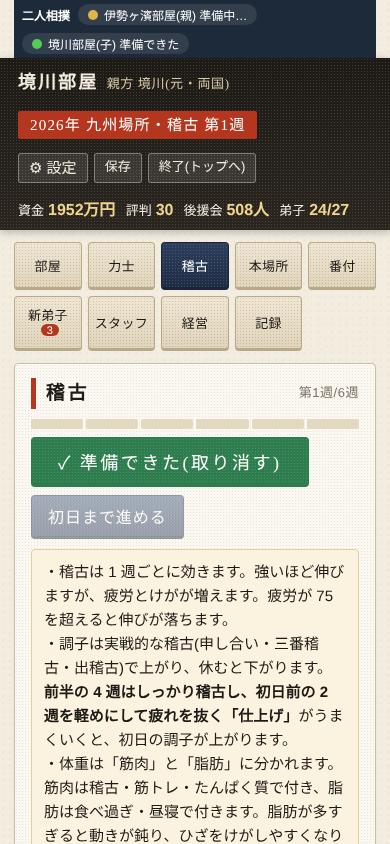 二人相撲 伊勢ヶ濵部屋(親) 準備中…
境川部屋(子) 準備できた
境川部屋 親方 境川(元・両国)
2026年 九州場所・稽古 第1週
⚙ 設定 保存 終了(トップへ)
資金 1952万円 評判 30 後援会 508人 弟子 24/27
部屋 力士 稽古 本場所 番付
新弟子 3 スタッフ 経営 記録
稽古 第1週/6週
✓ 準備できた(取り消す)
初日まで進める
・稽古は 1 週ごとに効きます。強いほど伸び
ますが、疲労とけがが増えます。疲労が 75
を超えると伸びが落ちます。
・調子は実戦的な稽古(申し合い・三番稽
古・出稽古)で上がり、休むと下がります。
前半の 4 週はしっかり稽古し、初日前の 2
週を軽めにして疲れを抜く「仕上げ」がうま
くいくと、初日の調子が上がります。
・体重は「筋肉」と「脂肪」に分かれます。
筋肉は稽古・筋トレ・たんぱく質で付き、脂
肪は食べ過ぎ・昼寝で付きます。脂肪が多す
ぎると動きが鈍り、ひざをけがしやすくなり